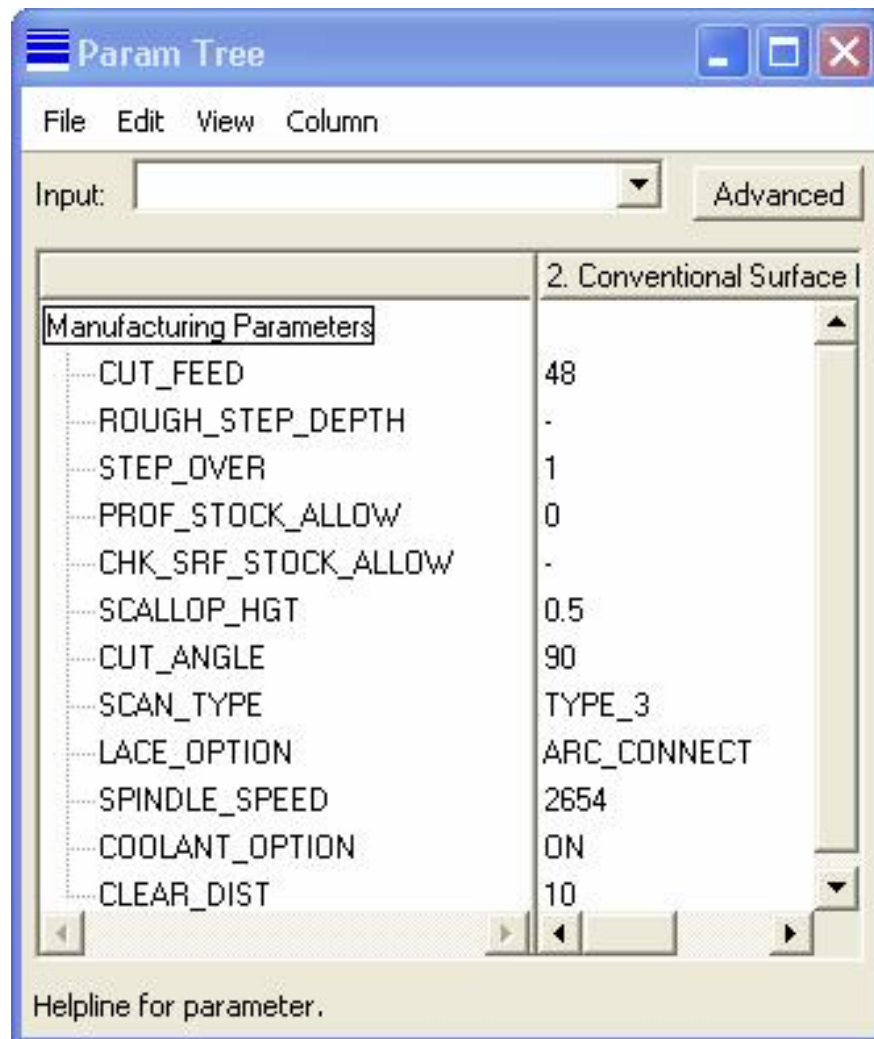 Param Tree
File Edit View Column
Input: Advanced
2. Conventional Surface
Manufacturing Parameters
CUT_FEED 48
ROUGH_STEP_DEPTH -
STEP_OVER 1
PROF_STOCK_ALLOW 0
CHK_SRF_STOCK_ALLOW -
SCALLOP_HGT 0.5
CUT_ANGLE 90
SCAN_TYPE TYPE_3
LACE_OPTION ARC_CONNECT
SPINDLE_SPEED 2654
COOLANT_OPTION ON
CLEAR_DIST 10
Helpline for parameter.